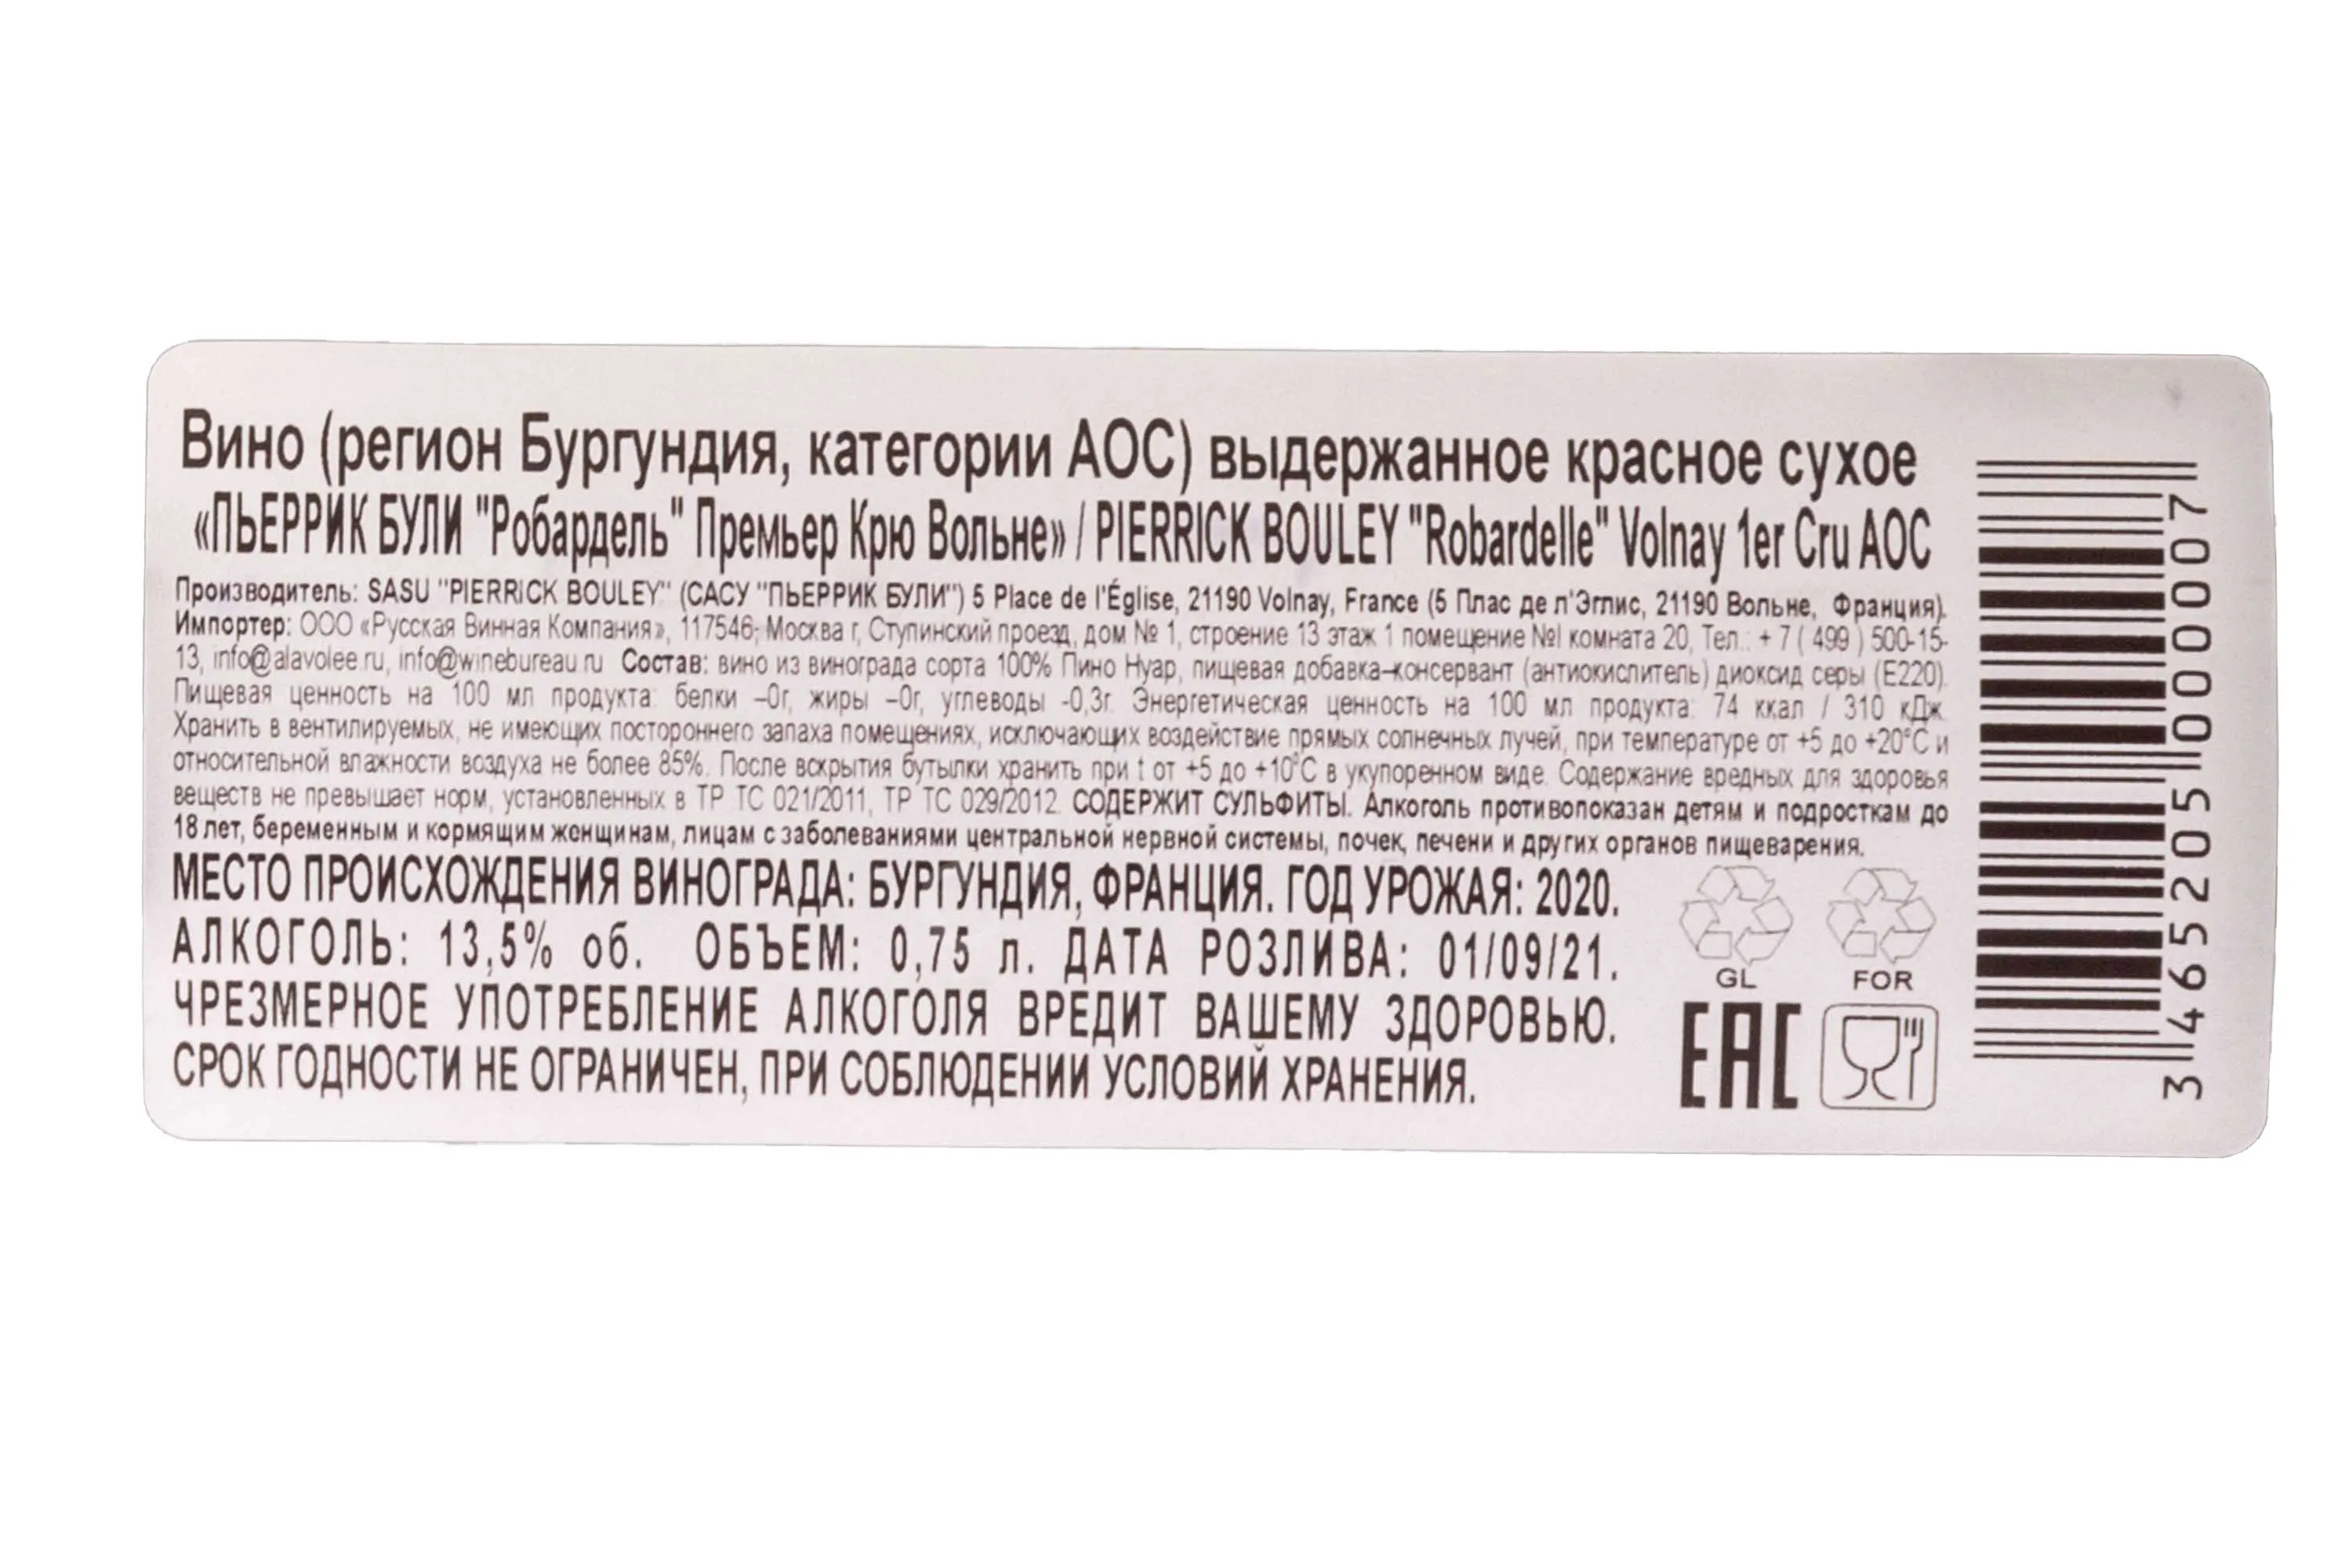 Вино (регион Бургундия, категории АОС) выдержанное красное сухое
«ПЬЕРРИК БУЛИ "Робардель" Премьер Крю Вольне» / PIERRICK BOULEY "Robardelle" Volnay 1er Cru AOC
Производитель: SASU "PIERRICK BOULEY" (САСУ "ПЬЕРРИК БУЛИ") 5 Place de l'Église, 21190 Volnay, France (5 Плас де л'Эглис, 21190 Вольне, Франция).
Импортер: ООО «Русская Винная Компания», 117546, Москва г, Ступинский проезд, дом № 1, строение 13 этаж 1 помещение №I комната 20, Тел.: + 7 ( 499 ) 500-15-
13, info@alavolee.ru, info@winebureau.ru Состав: вино из винограда сорта 100% Пино Нуар, пищевая добавка-консервант (антиокислитель) диоксид серы (Е220).
Пищевая ценность на 100 мл продукта: белки –0г, жиры –0г, углеводы -0,3г. Энергетическая ценность на 100 мл продукта: 74 ккал / 310 кДж.
Хранить в вентилируемых, не имеющих постороннего запаха помещениях, исключающих воздействие прямых солнечных лучей, при температуре от +5 до +20°С и
относительной влажности воздуха не более 85%. После вскрытия бутылки хранить при t от +5 до +10°С в укупоренном виде. Содержание вредных для здоровья
веществ не превышает норм, установленных в ТР ТС 021/2011, ТР ТС 029/2012. СОДЕРЖИТ СУЛЬФИТЫ. Алкоголь противопоказан детям и подросткам до
18 лет, беременным и кормящим женщинам, лицам с заболеваниями центральной нервной системы, почек, печени и других органов пищеварения.
МЕСТО ПРОИСХОЖДЕНИЯ ВИНОГРАДА: БУРГУНДИЯ, ФРАНЦИЯ. ГОД УРОЖАЯ: 2020.
АЛКОГОЛЬ: 13,5% об. ОБЪЕМ: 0,75 л. ДАТА РОЗЛИВА: 01/09/21.
ЧРЕЗМЕРНОЕ УПОТРЕБЛЕНИЕ АЛКОГОЛЯ ВРЕДИТ ВАШЕМУ ЗДОРОВЬЮ.
СРОК ГОДНОСТИ НЕ ОГРАНИЧЕН, ПРИ СОБЛЮДЕНИИ УСЛОВИЙ ХРАНЕНИЯ.
GL FOR
EAC
3 465205 000007